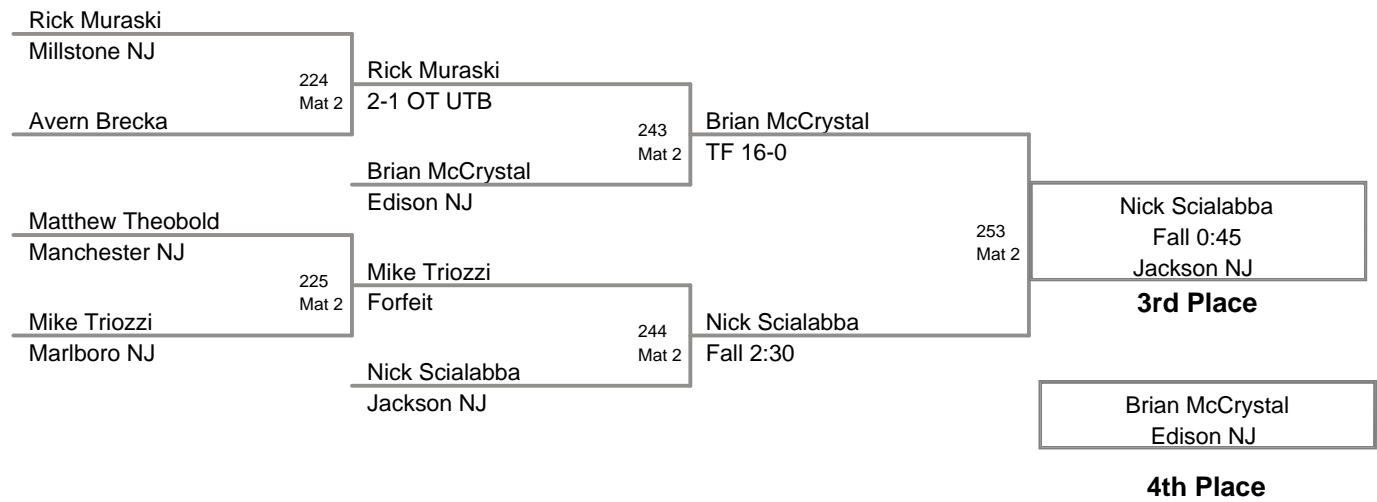 Rick Muraski
Millstone NJ
224
Mat 2
Rick Muraski
2-1 OT UTB
Avern Brecka
243
Mat 2
Brian McCrystal
TF 16-0
Brian McCrystal
Edison NJ
Matthew Theobold
Manchester NJ
253
Mat 2
Nick Scialabba
Fall 0:45
Jackson NJ
3rd Place
225
Mat 2
Mike Triozzi
Forfeit
Mike Triozzi
Marlboro NJ
244
Mat 2
Nick Scialabba
Fall 2:30
Nick Scialabba
Jackson NJ
Brian McCrystal
Edison NJ
4th Place